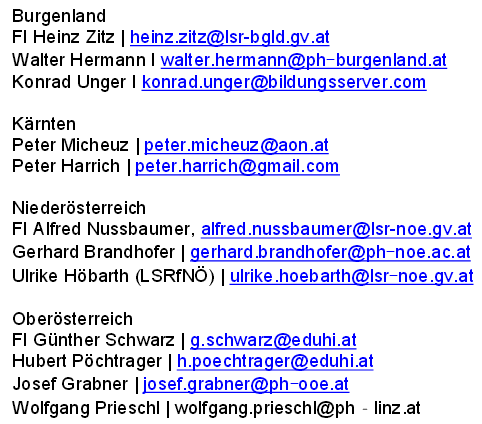 Burgenland
FI Heinz Zitz | heinz.zitz@lsr-bgld.gv.at
Walter Hermann I walter.hermann@ph-burgenland.at
Konrad Unger I konrad.unger@bildungsserver.com
Kärnten
Peter Micheuz | peter.micheuz@aon.at
Peter Harrich | peter.harrich@gmail.com
Niederösterreich
FI Alfred Nussbaumer, alfred.nussbaumer@lsr-noe.gv.at
Gerhard Brandhofer | gerhard.brandhofer@ph-noe.ac.at
Ulrike Höbarth (LSRfNÖ) | ulrike.hoebarth@lsr-noe.gv.at
Oberösterreich
FI Günther Schwarz | g.schwarz@eduhi.at
Hubert Pöchtrager | h.poechtrager@eduhi.at
Josef Grabner | josef.grabner@ph-ooe.at
Wolfgang Prieschl | wolfgang.prieschl@ph - linz.at